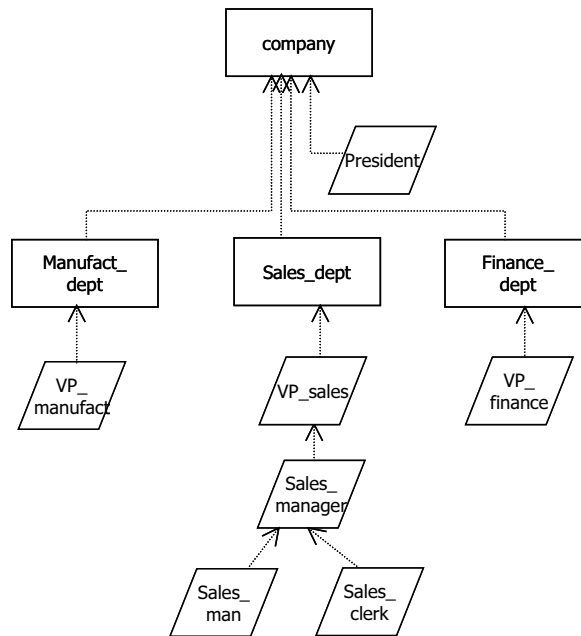 company
President
Manufact_
dept
Sales_dept
Finance_
dept
VP_
manufact
VP_sales
VP_
finance
Sales_
manager
Sales_
man
Sales_
clerk